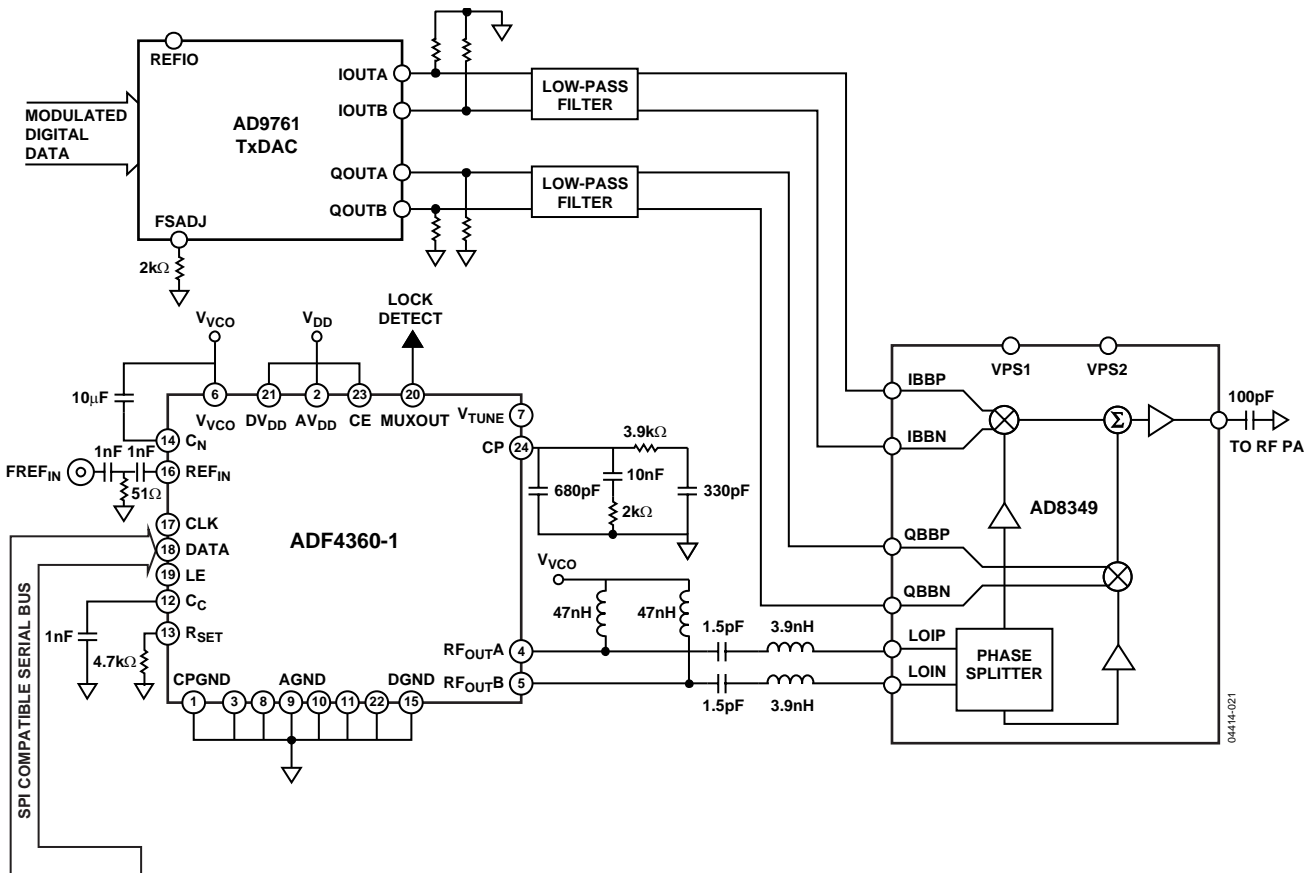 REFIO
IOUTA
IOUTB
QOUTA
QOUTB
AD9761
TxDAC
FSADJ
MODULATED
DIGITAL
DATA
2kΩ
LOW-PASS
FILTER
LOW-PASS
FILTER
VVCO
VDD
LOCK
DETECT
10µF
6
21
2
23
20
7
VVCO
DVDD
AVDD
CE
MUXOUT
VTUNE
14
CN
24
CP
1nF
1nF
FREFIN
16
REFIN
51Ω
17
CLK
18
DATA
19
LE
12
CC
13
RSET
1nF
4.7kΩ
ADF4360-1
CPGND
AGND
DGND
1
3
8
9
10
11
22
15
RFOUTA
4
RFOUTB
5
3.9kΩ
680pF
10nF
2kΩ
330pF
VVCO
47nH
47nH
1.5pF
3.9nH
1.5pF
3.9nH
VPS1
VPS2
IBBP
IBBN
QBBP
QBBN
LOIP
LOIN
PHASE
SPLITTER
AD8349
Σ
100pF
TO RF PA
SPI COMPATIBLE SERIAL BUS
04414-021